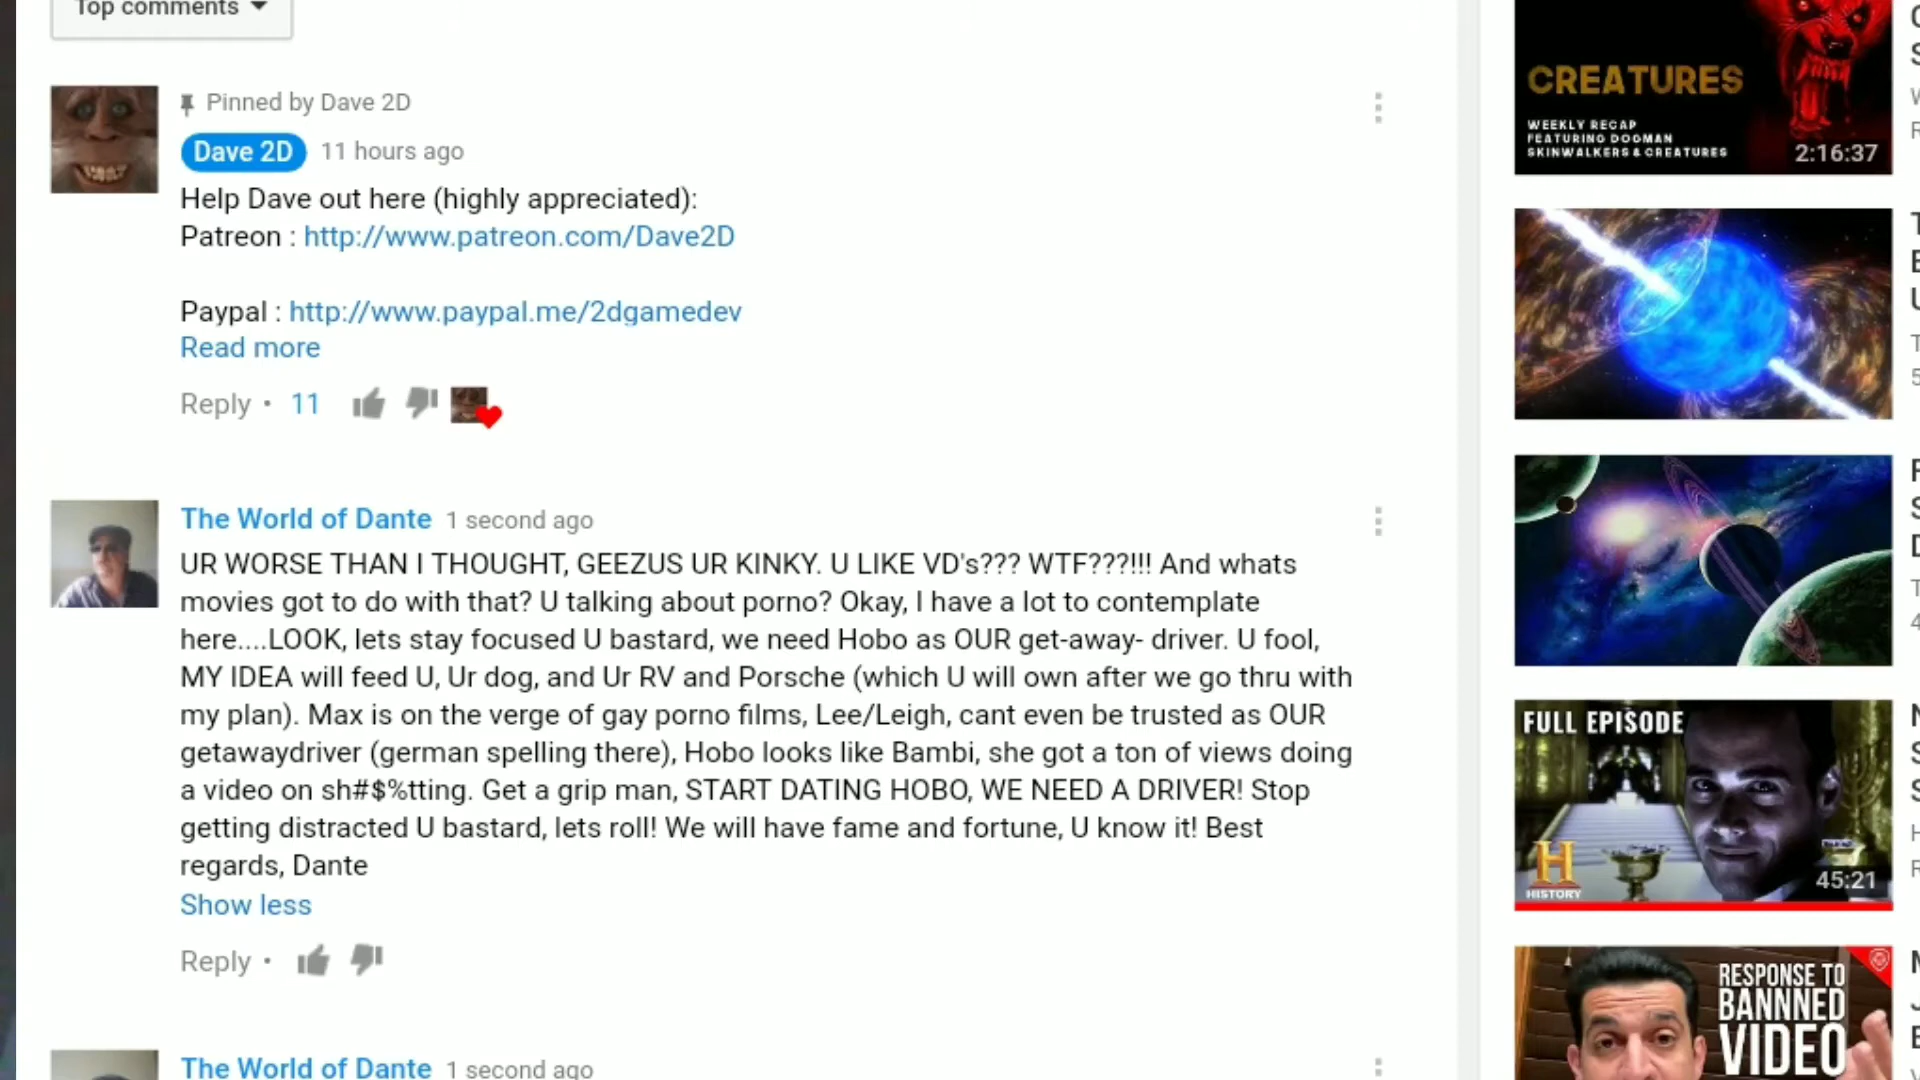 Top comments
Pinned by Dave 2D
Dave 2D 11 hours ago
Help Dave out here (highly appreciated):
Patreon : http://www.patreon.com/Dave2D
Paypal : http://www.paypal.me/2dgamedev
Read more
Reply • 11
The World of Dante 1 second ago
UR WORSE THAN I THOUGHT, GEEZUS UR KINKY. U LIKE VD's??? WTF???!!! And whats
movies got to do with that? U talking about porno? Okay, I have a lot to contemplate
here....LOOK, lets stay focused U bastard, we need Hobo as OUR get-away- driver. U fool,
MY IDEA will feed U, Ur dog, and Ur RV and Porsche (which U will own after we go thru with
my plan). Max is on the verge of gay porno films, Lee/Leigh, cant even be trusted as OUR
getawaydriver (german spelling there), Hobo looks like Bambi, she got a ton of views doing
a video on sh#$%tting. Get a grip man, START DATING HOBO, WE NEED A DRIVER! Stop
getting distracted U bastard, lets roll! We will have fame and fortune, U know it! Best
regards, Dante
Show less
Reply •
The World of Dante 1 second ago
CREATURES
WEEKLY RECAP
FEATURING DOGMAN
SKINWALKERS & CREATURES
2:16:37
FULL EPISODE
H
HISTORY
45:21
RESPONSE TO
BANNNED
VIDEO